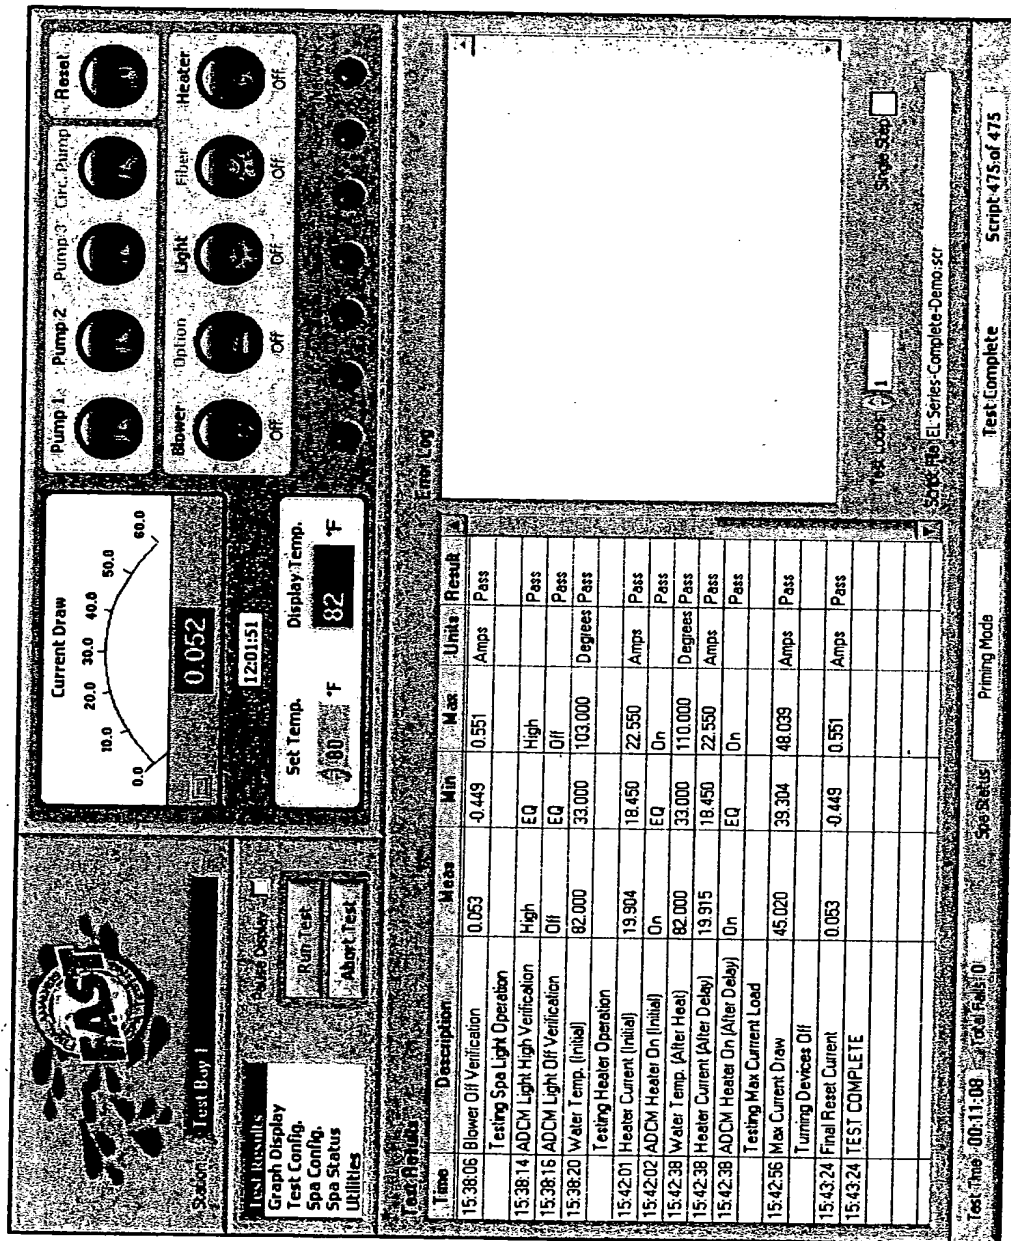 FAST
Station Test Bay 1
Test Results
Graph Display
Test Config.
Spa Config.
Spa Status
Utilities
Pause Display
Run Test
Abort Test
Current Draw
0.0 10.0 20.0 30.0 40.0 50.0 60.0
0.052
12:01:51
Set Temp. Display Temp.
80 °F 82 °F
Pump 1 Pump 2 Pump 3 Circ. Pump Reset
Blower Option Light Fiber Heater
Off Off Off Off Off
Test Results
Time Description Meas Min Max Units Result
15:38:06 Blower Off Verification 0.053 -0.449 0.551 Amps Pass
Testing Spa Light Operation
15:38:14 ADCM Light High Verification High EQ High Pass
15:38:16 ADCM Light Off Verification Off EQ Off Pass
15:38:20 Water Temp. (Initial) 82.000 33.000 103.000 Degrees Pass
Testing Heater Operation
15:42:01 Heater Current (Initial) 19.904 18.450 22.550 Amps Pass
15:42:02 ADCM Heater On (Initial) On EQ On Pass
15:42:38 Water Temp. (After Heat) 82.000 33.000 110.000 Degrees Pass
15:42:38 Heater Current (After Delay) 19.915 18.450 22.550 Amps Pass
15:42:38 ADCM Heater On (After Delay) On EQ On Pass
Testing Max Current Load
15:42:56 Max Current Draw 45.020 39.304 48.039 Amps Pass
Turning Devices Off
15:43:24 Final Reset Current 0.053 -0.449 0.551 Amps Pass
15:43:24 TEST COMPLETE
Error Log
Test Loops 1 Single Step
Script File EL Series-Complete-Demo.scr
Test Time 00:11:08 Total Fails 0 Spa Status Priming Mode Test Complete Script 475 of 475